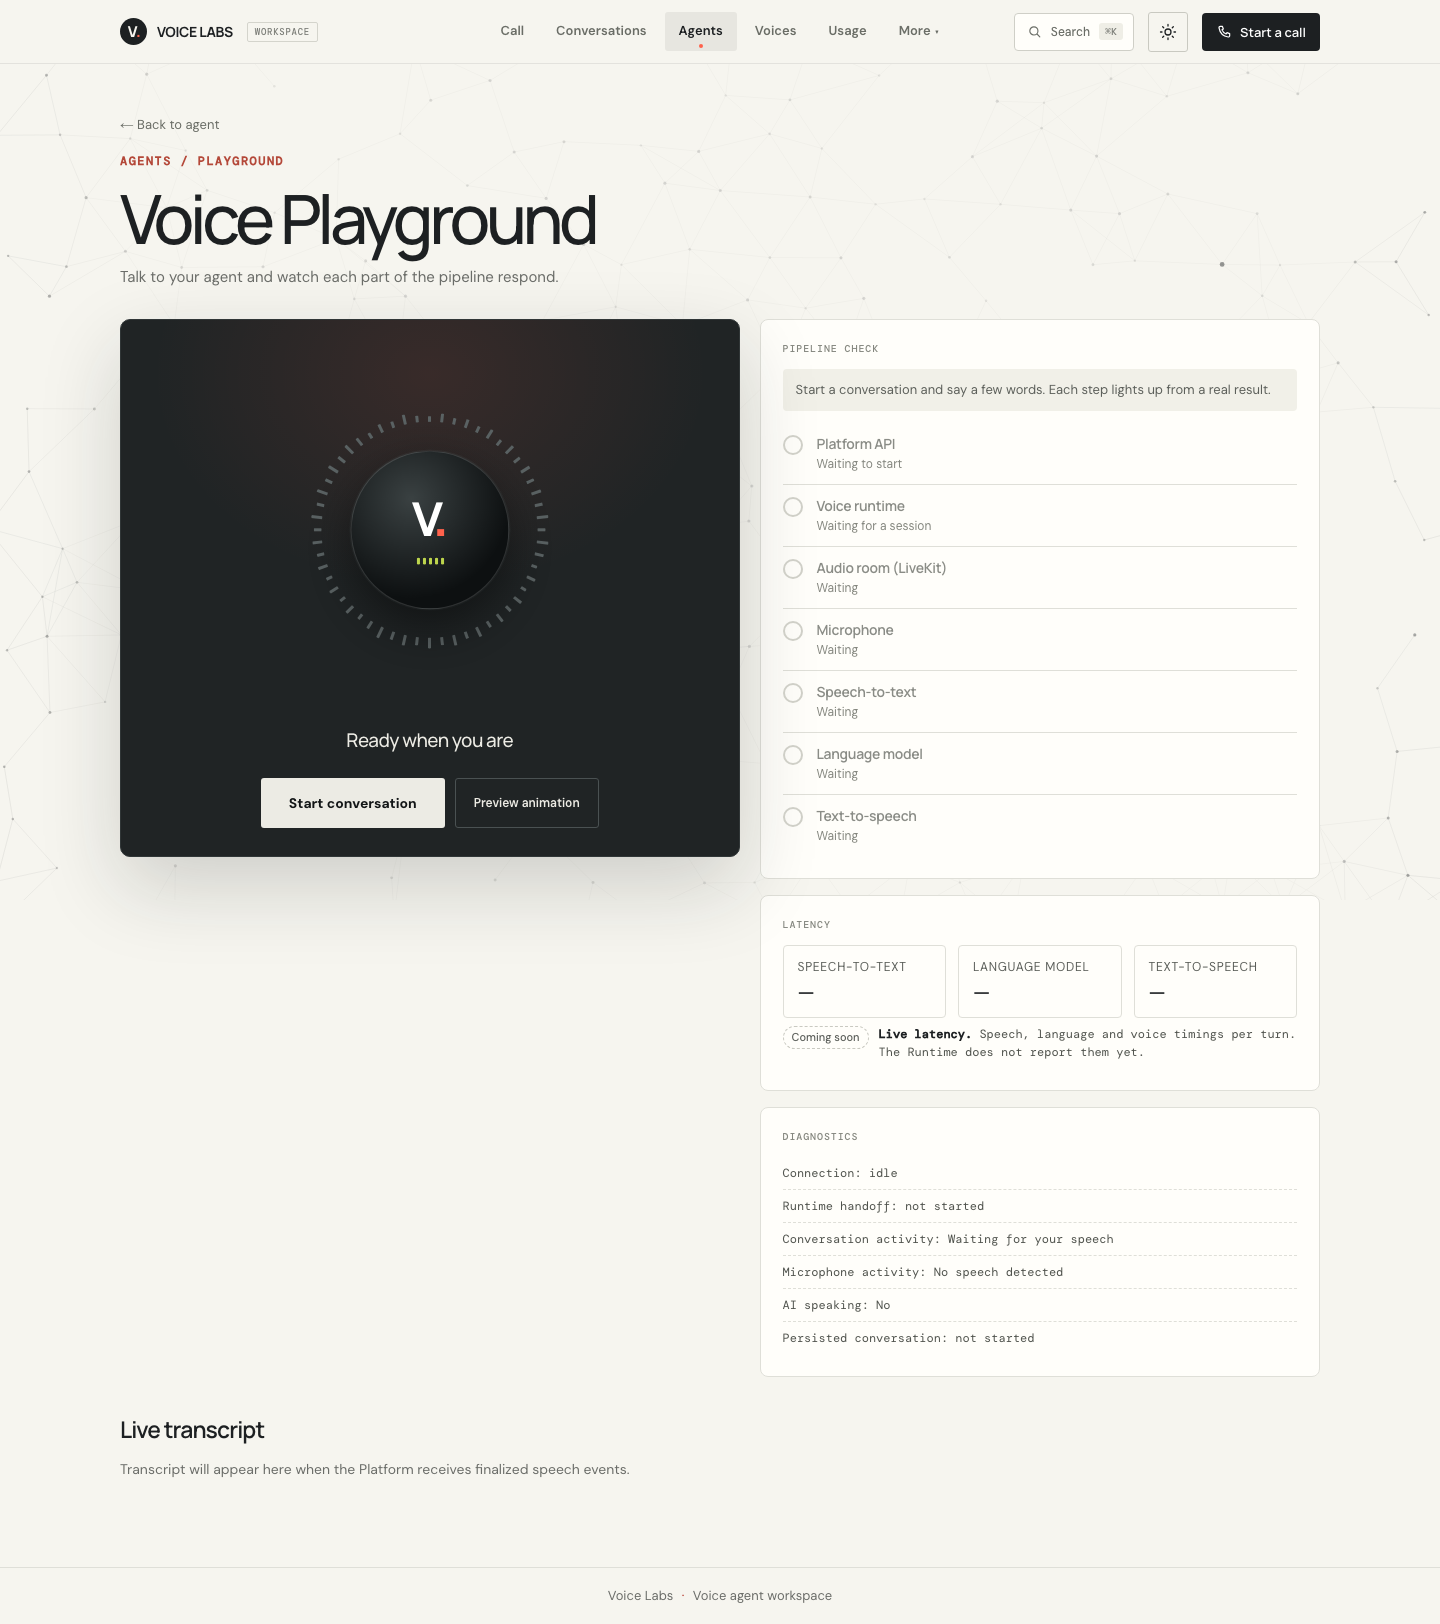 V. VOICE LABS WORKSPACE Call Conversations Agents Voices Usage More Search ⌘K Start a call
← Back to agent
AGENTS / PLAYGROUND
Voice Playground
Talk to your agent and watch each part of the pipeline respond.
V.
Ready when you are
Start conversation Preview animation
PIPELINE CHECK
Start a conversation and say a few words. Each step lights up from a real result.
Platform API
Waiting to start
Voice runtime
Waiting for a session
Audio room (LiveKit)
Waiting
Microphone
Waiting
Speech-to-text
Waiting
Language model
Waiting
Text-to-speech
Waiting
LATENCY
SPEECH-TO-TEXT LANGUAGE MODEL TEXT-TO-SPEECH
— — —
Coming soon Live latency. Speech, language and voice timings per turn.
The Runtime does not report them yet.
DIAGNOSTICS
Connection: idle
Runtime handoff: not started
Conversation activity: Waiting for your speech
Microphone activity: No speech detected
AI speaking: No
Persisted conversation: not started
Live transcript
Transcript will appear here when the Platform receives finalized speech events.
Voice Labs · Voice agent workspace